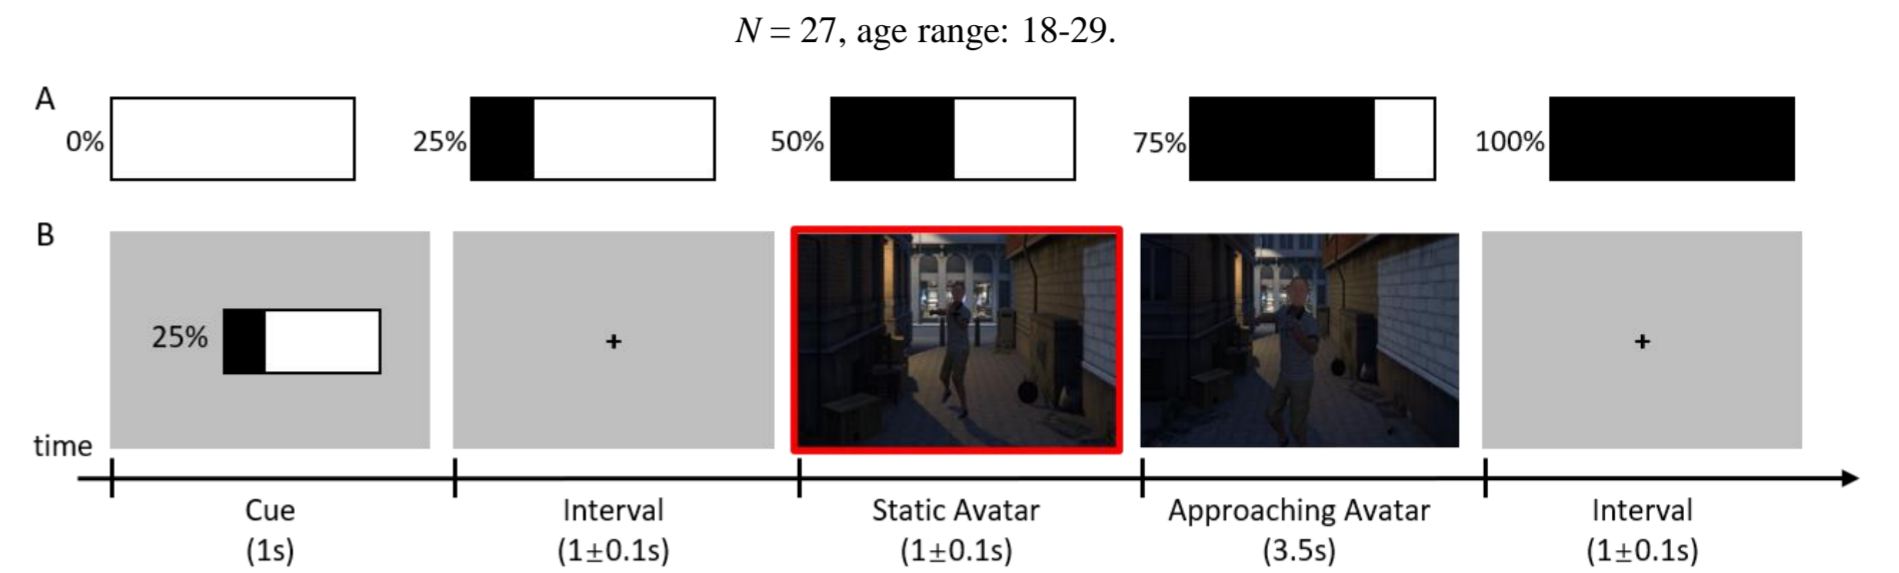 N = 27, age range: 18-29.
A
0%
25%
50%
75%
100%
B
25%
+
+
time
Cue
(1s)
Interval
(1±0.1s)
Static Avatar
(1±0.1s)
Approaching Avatar
(3.5s)
Interval
(1±0.1s)